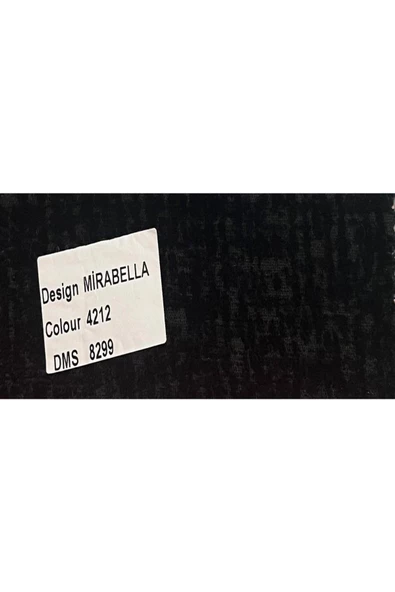 Design MİRABELLA
Colour 4212
DMS 8299